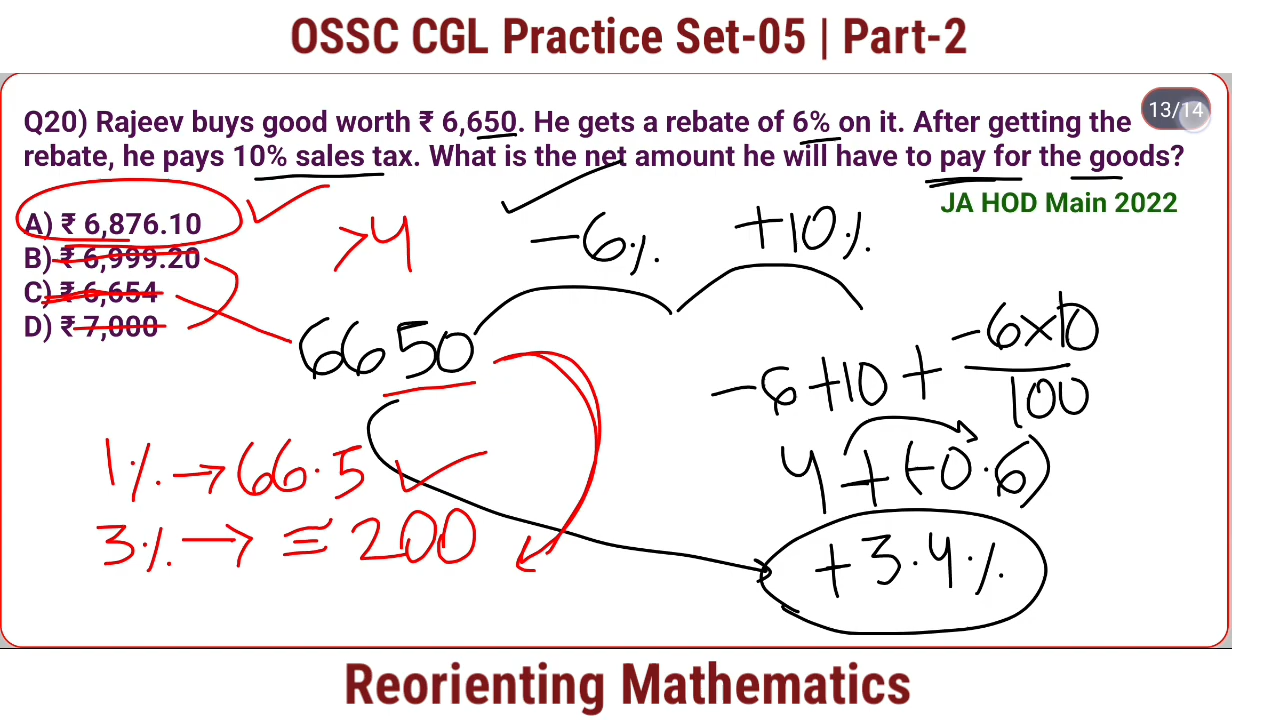 OSSC CGL Practice Set-05 | Part-2
13/14
Q20) Rajeev buys good worth ₹ 6,650. He gets a rebate of 6% on it. After getting the
rebate, he pays 10% sales tax. What is the net amount he will have to pay for the goods?
JA HOD Main 2022
A) ₹ 6,876.10
B) ₹ 6,999.20
C) ₹ 6,654
D) ₹ 7,000
>4
-6%
+10%
6650
-6+10+ -6×10
100
4+(-0.6)
+3.4%
1% → 66.5
3% → ≅ 200
Reorienting Mathematics